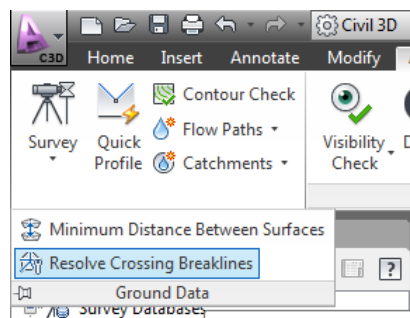 Civil 3D
C3D
Home Insert Annotate Modify
Survey
Quick Profile
Contour Check
Flow Paths
Catchments
Visibility Check
Minimum Distance Between Surfaces
Resolve Crossing Breaklines
Ground Data
Survey Databases